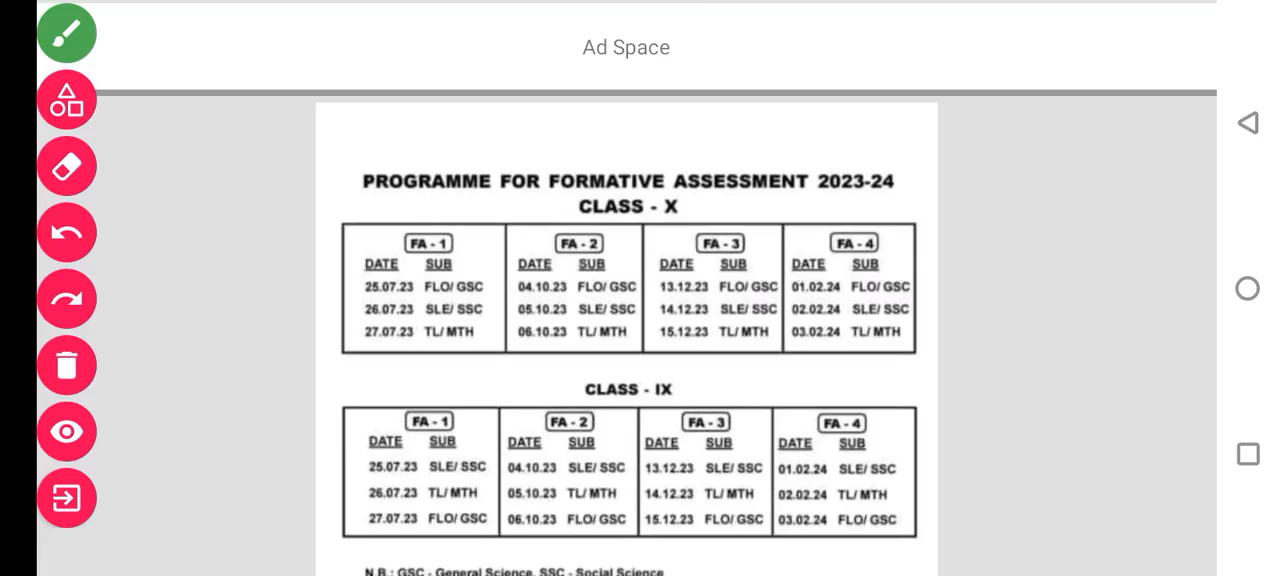 Ad Space
PROGRAMME FOR FORMATIVE ASSESSMENT 2023-24
CLASS - X
FA - 1 FA - 2 FA - 3 FA - 4
DATE SUB DATE SUB DATE SUB DATE SUB
25.07.23 FLO/ GSC 04.10.23 FLO/ GSC 13.12.23 FLO/ GSC 01.02.24 FLO/ GSC
26.07.23 SLE/ SSC 05.10.23 SLE/ SSC 14.12.23 SLE/ SSC 02.02.24 SLE/ SSC
27.07.23 TL/ MTH 06.10.23 TL/ MTH 15.12.23 TL/ MTH 03.02.24 TL/ MTH
CLASS - IX
FA - 1 FA - 2 FA - 3 FA - 4
DATE SUB DATE SUB DATE SUB DATE SUB
25.07.23 SLE/ SSC 04.10.23 SLE/ SSC 13.12.23 SLE/ SSC 01.02.24 SLE/ SSC
26.07.23 TL/ MTH 05.10.23 TL/ MTH 14.12.23 TL/ MTH 02.02.24 TL/ MTH
27.07.23 FLO/ GSC 06.10.23 FLO/ GSC 15.12.23 FLO/ GSC 03.02.24 FLO/ GSC
N.B.: GSC - General Science, SSC - Social Science